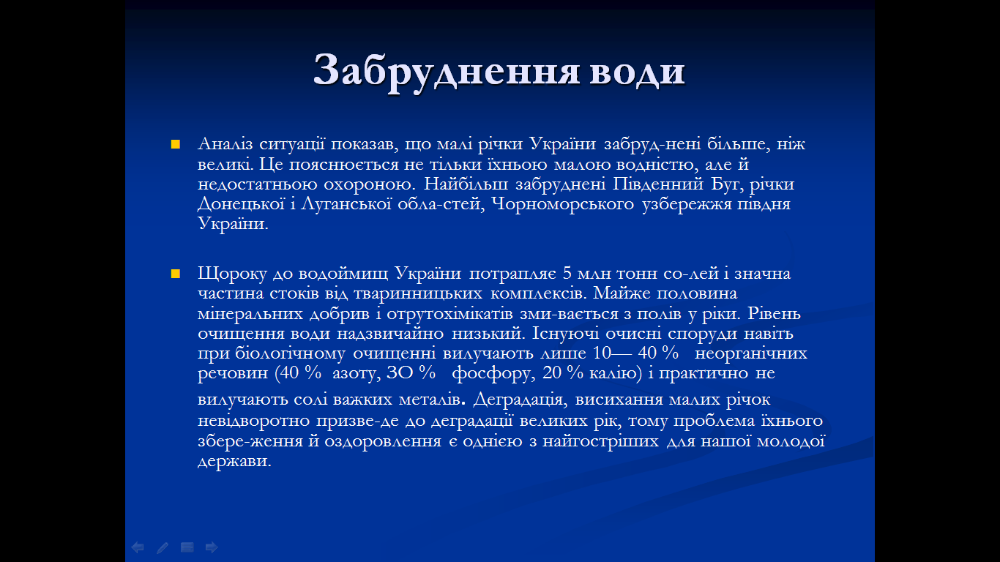 Забруднення води
Аналіз ситуації показав, що малі річки України забруд-нені більше, ніж
великі. Це пояснюється не тільки їхньою малою водністю, але й
недостатньою охороною. Найбільш забруднені Південний Буг, річки
Донецької і Луганської обла-стей, Чорноморського узбережжя півдня
України.
Щороку до водоймищ України потрапляє 5 млн тонн со-лей і значна
частина стоків від тваринницьких комплексів. Майже половина
мінеральних добрив і отрутохімікатів зми-вається з полів у ріки. Рівень
очищення води надзвичайно низький. Існуючі очисні споруди навіть
при біологічному очищенні вилучають лише 10— 40 % неорганічних
речовин (40 % азоту, ЗО % фосфору, 20 % калію) і практично не
вилучають солі важких металів. Деградація, висихання малих річок
невідворотно призве-де до деградації великих рік, тому проблема їхнього
збере-ження й оздоровлення є однією з найгостріших для нашої молодої
держави.